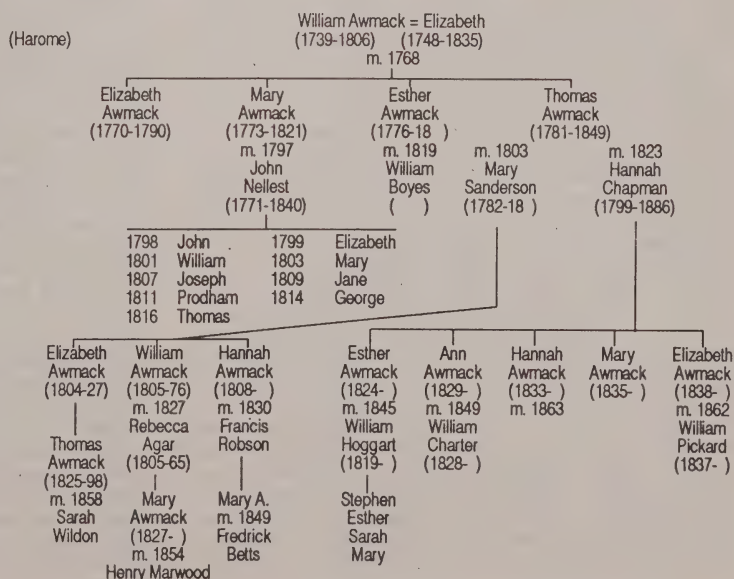 William Awmack = Elizabeth
(Harome)
(1739-1806) (1748-1835)
m. 1768
Elizabeth
Awmack
(1770-1790)
Mary
Awmack
(1773-1821)
m. 1797
John
Nellest
(1771-1840)
Esther
Awmack
(1776-18 )
m. 1819
William
Boyes
( )
Thomas
Awmack
(1781-1849)
m. 1803
Mary
Sanderson
(1782-18 )
m. 1823
Hannah
Chapman
(1799-1886)
1798 John 1799 Elizabeth
1801 William 1803 Mary
1807 Joseph 1809 Jane
1811 Prodham 1814 George
1816 Thomas
Elizabeth
Awmack
(1804-27)
Thomas
Awmack
(1825-98)
m. 1858
Sarah
Wildon
William
Awmack
(1805-76)
m. 1827
Rebecca
Agar
(1805-65)
Mary
Awmack
(1827- )
m. 1854
Henry Marwood
Hannah
Awmack
(1808- )
m. 1830
Francis
Robson
Mary A.
m. 1849
Fredrick
Betts
Esther
Awmack
(1824- )
m. 1845
William
Hoggart
(1819- )
Stephen
Esther
Sarah
Mary
Ann
Awmack
(1829- )
m. 1849
William
Charter
(1828- )
Hannah
Awmack
(1833- )
m. 1863
Mary
Awmack
(1835- )
Elizabeth
Awmack
(1838- )
m. 1862
William
Pickard
(1837- )